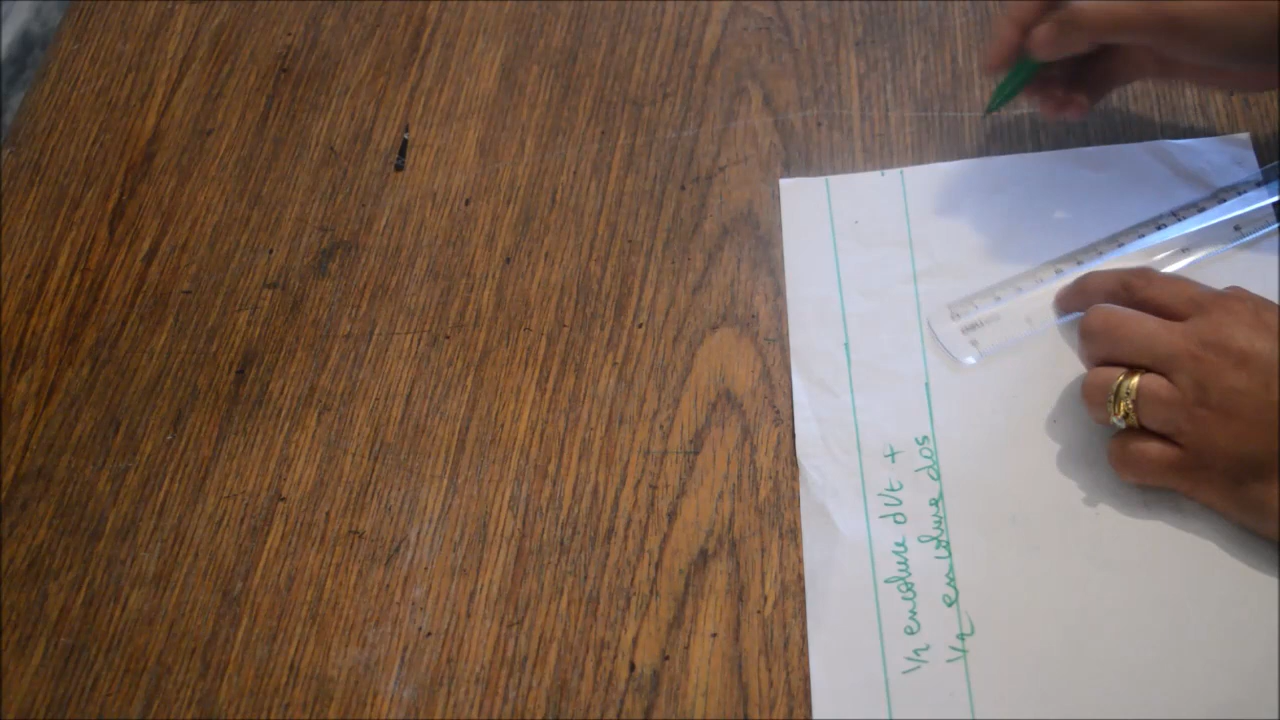 1/2 encolure dvt +
1/2 encolure dos